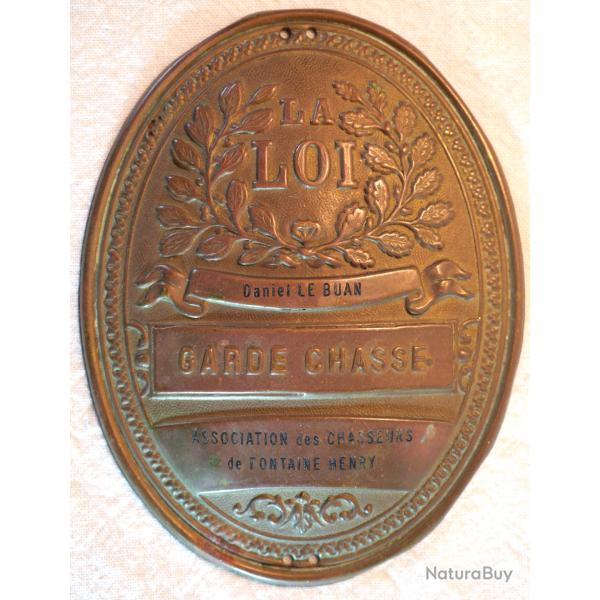 LA
LOI
Daniel LE BUAN
GARDE CHASSE
ASSOCIATION des CHASSEURS
de FONTAINE HENRY
NaturaBuy